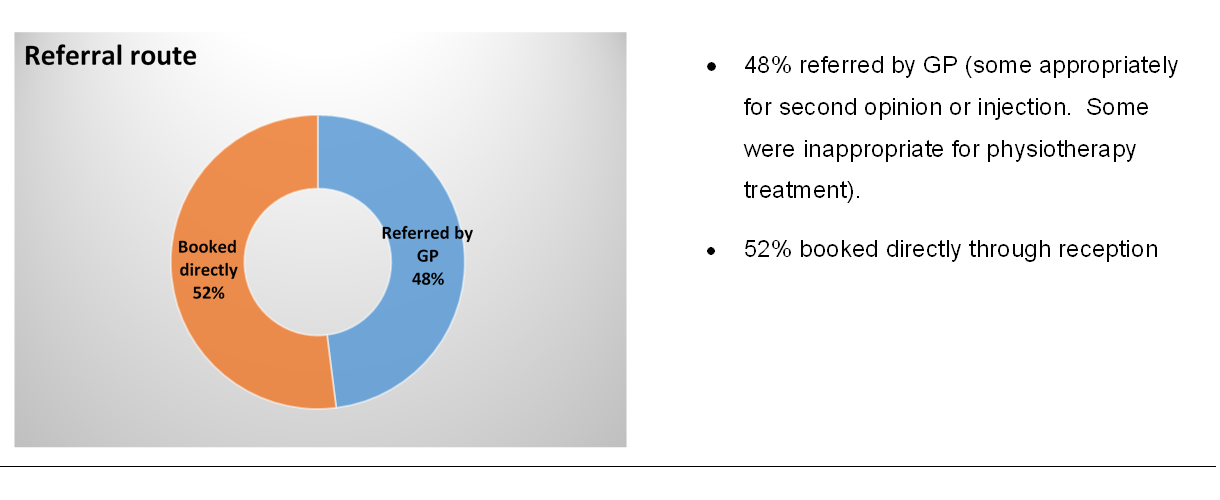 Referral route
Booked
directly
52%
Referred by
GP
48%
• 48% referred by GP (some appropriately
for second opinion or injection.  Some
were inappropriate for physiotherapy
treatment).
• 52% booked directly through reception